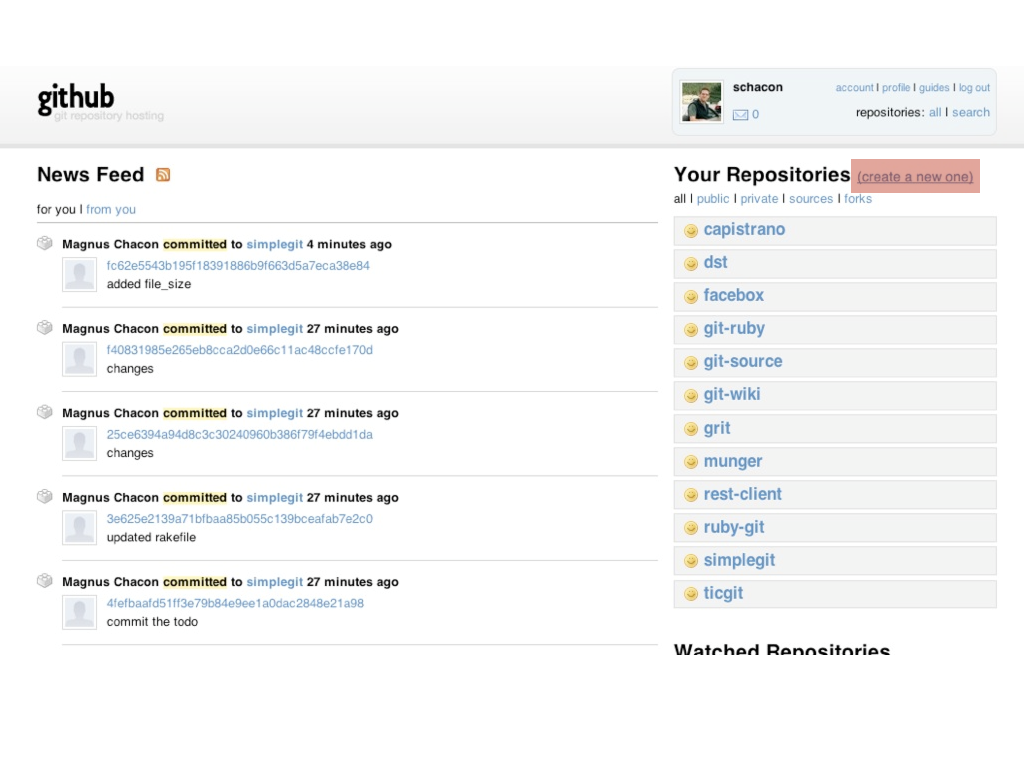 github
git repository hosting
schacon
account | profile | guides | log out
0
repositories: all | search
News Feed
for you | from you
Magnus Chacon committed to simplegit 4 minutes ago
fc62e5543b195f18391886b9f663d5a7eca38e84
added file_size
Magnus Chacon committed to simplegit 27 minutes ago
f40831985e265eb8cca2d0e66c11ac48ccfe170d
changes
Magnus Chacon committed to simplegit 27 minutes ago
25ce6394a94d8c3c30240960b386f79f4ebdd1da
changes
Magnus Chacon committed to simplegit 27 minutes ago
3e625e2139a71bfbaa85b055c139bceafab7e2c0
updated rakefile
Magnus Chacon committed to simplegit 27 minutes ago
4fefbaafd51ff3e79b84e9ee1a0dac2848e21a98
commit the todo
Your Repositories (create a new one)
all | public | private | sources | forks
capistrano
dst
facebox
git-ruby
git-source
git-wiki
grit
munger
rest-client
ruby-git
simplegit
ticgit
Watched Repositories